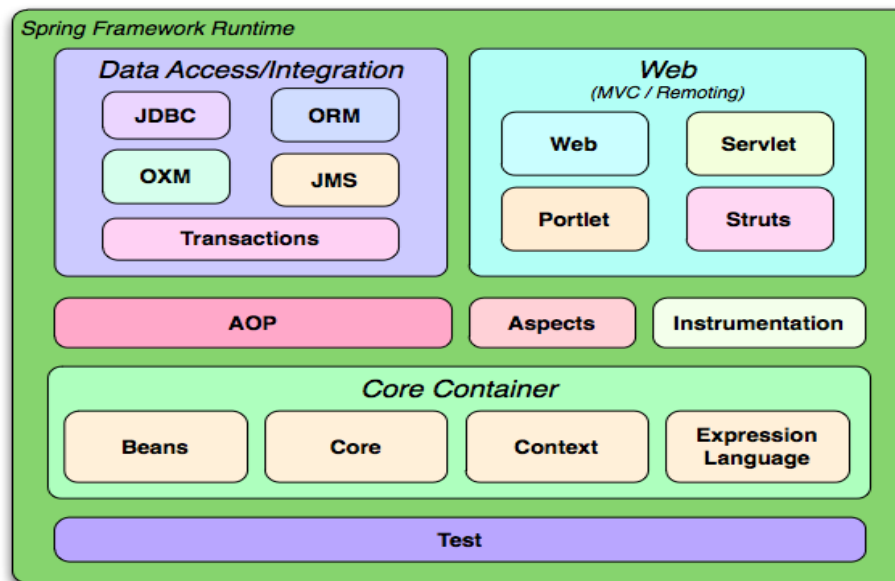 Spring Framework Runtime
Data Access/Integration
JDBC
ORM
OXM
JMS
Transactions
Web
(MVC / Remoting)
Web
Servlet
Portlet
Struts
AOP
Aspects
Instrumentation
Core Container
Beans
Core
Context
Expression
Language
Test